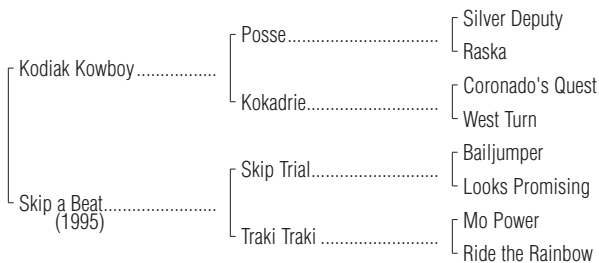 Silver Deputy
Posse
Raska
Kodiak Kowboy
Coronado's Quest
Kokadrie
West Turn
Bailjumper
Skip Trial
Looks Promising
Skip a Beat
(1995)
Mo Power
Traki Traki
Ride the Rainbow